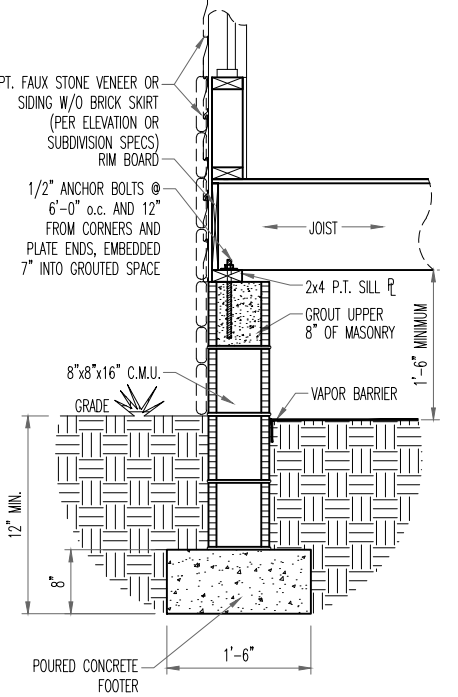 PT. FAUX STONE VENEER OR
SIDING W/O BRICK SKIRT
(PER ELEVATION OR
SUBDIVISION SPECS)
RIM BOARD
1/2" ANCHOR BOLTS @
6'-0" o.c. AND 12"
FROM CORNERS AND
PLATE ENDS, EMBEDDED
7" INTO GROUTED SPACE
JOIST
2x4 P.T. SILL PL
GROUT UPPER
8" OF MASONRY
1'-6" MINIMUM
8"x8"x16" C.M.U.
VAPOR BARRIER
GRADE
12" MIN.
8"
1'-6"
POURED CONCRETE
FOOTER